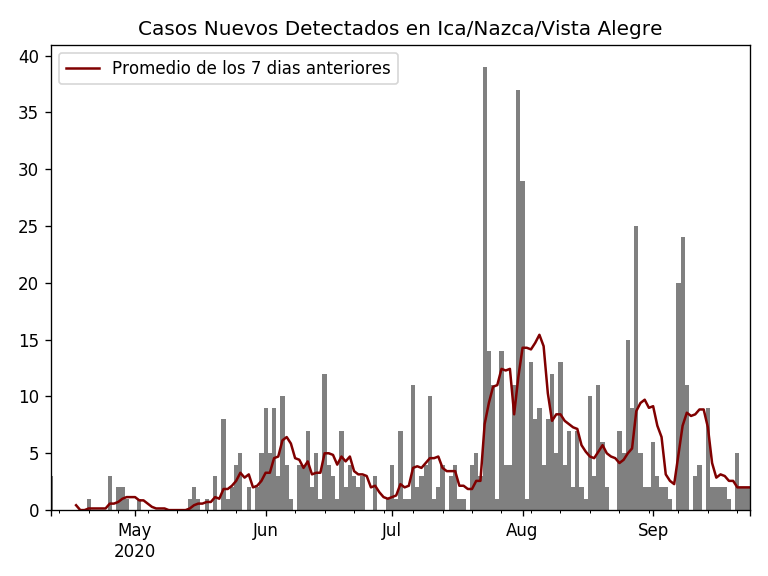 Casos Nuevos Detectados en Ica/Nazca/Vista Alegre
Promedio de los 7 dias anteriores
40
35
30
25
20
15
10
5
0
May
2020
Jun
Jul
Aug
Sep